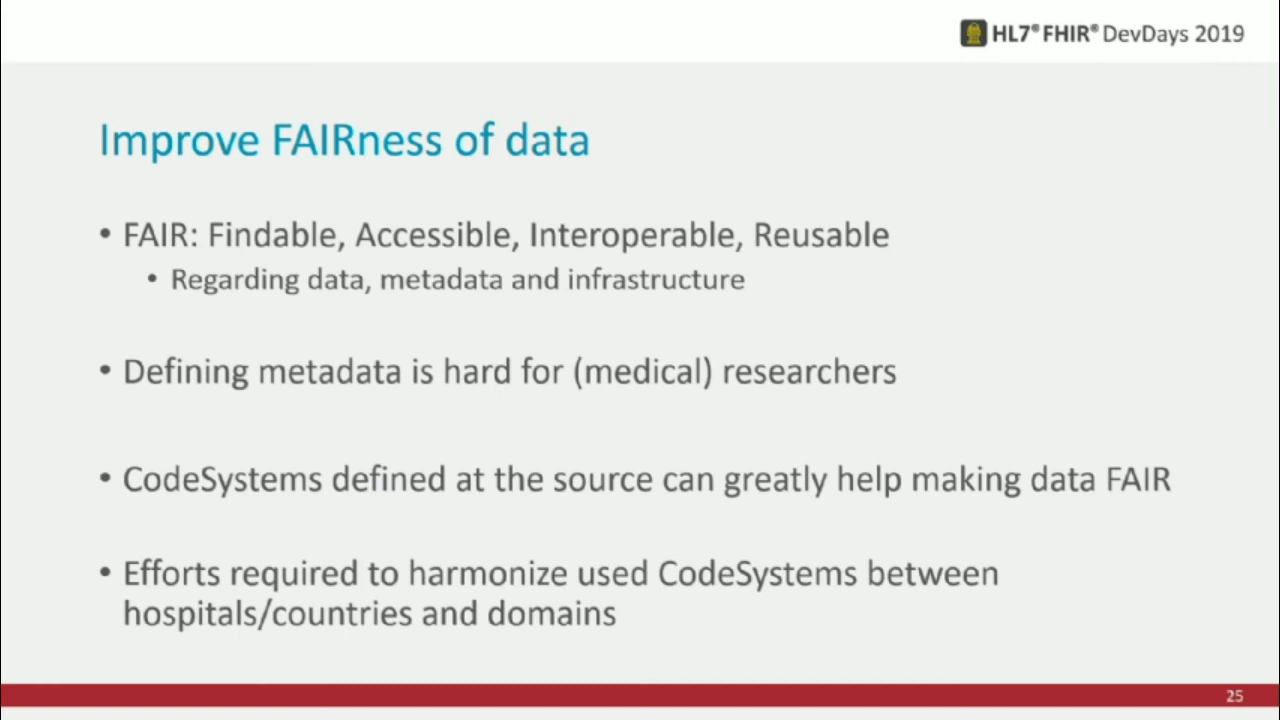 HL7® FHIR® DevDays 2019
Improve FAIRness of data
• FAIR: Findable, Accessible, Interoperable, Reusable
• Regarding data, metadata and infrastructure
• Defining metadata is hard for (medical) researchers
• CodeSystems defined at the source can greatly help making data FAIR
• Efforts required to harmonize used CodeSystems between
hospitals/countries and domains
25